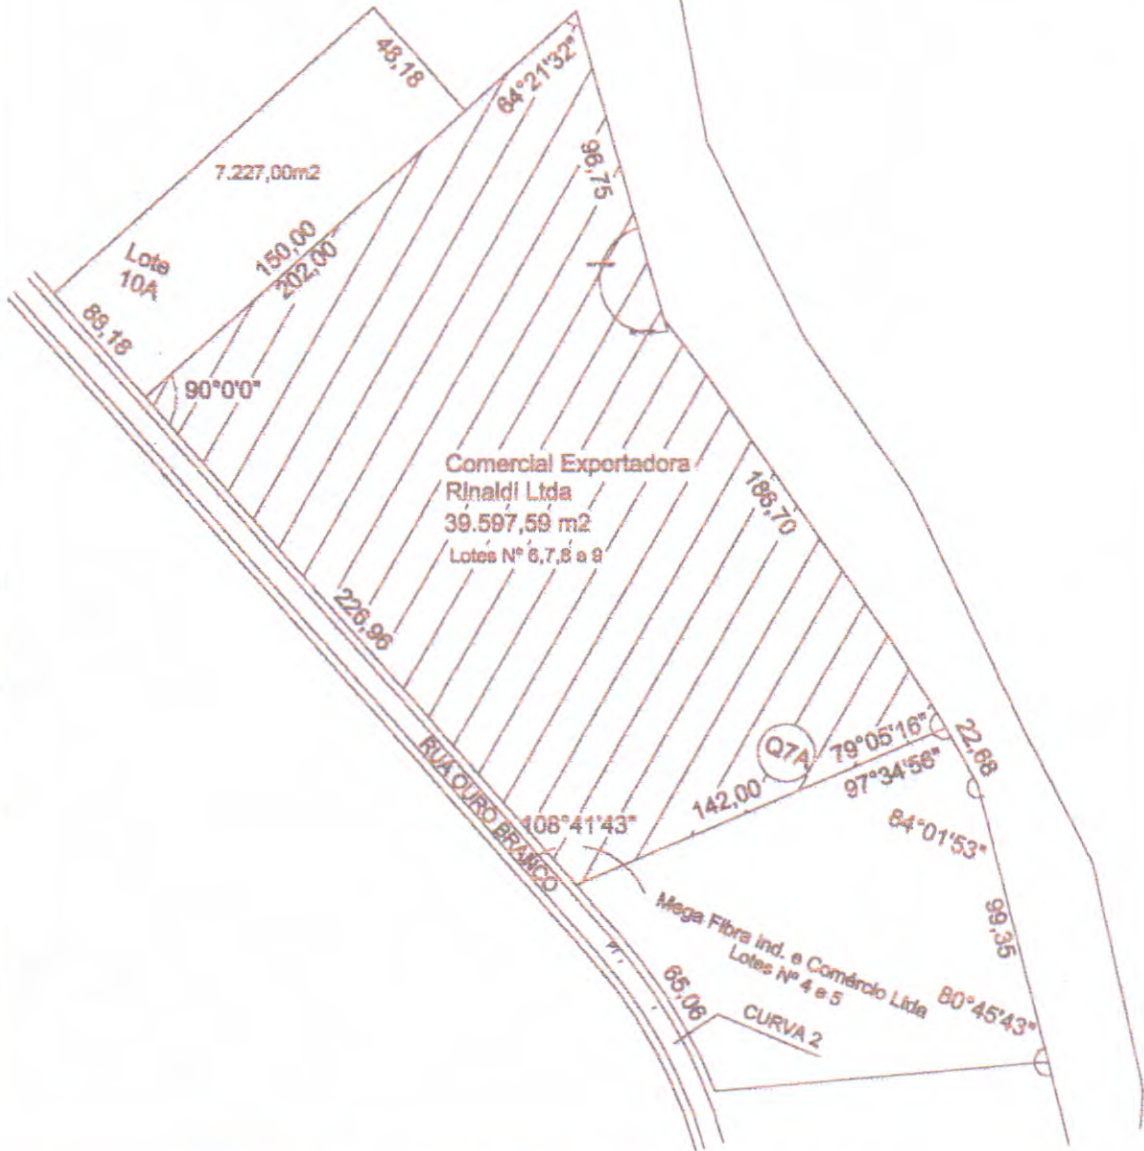 48,18
64°21'32"
7.227,00m2
96,75
150,00
202,00
Lote
10A
88,18
90°0'0"
Comercial Exportadora
Rinaldi Ltda
39.597,59 m2
Lotes Nº 6,7,8 e 9
226,96
RUA OURO BRANCO
Q7A
79°05'16"
22,68
142,00
97°34'56"
108°41'43"
84°01'53"
99,35
Mega Fibra Ind. e Comércio Ltda
Lotes Nº 4 e 5
80°45'43"
65,06
CURVA 2